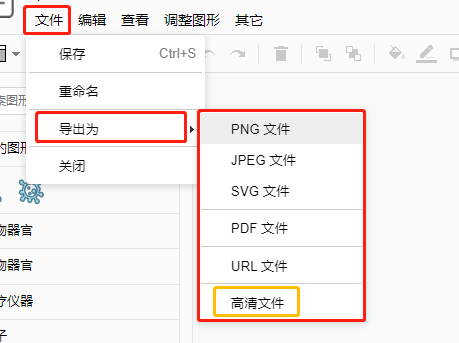 文件 编辑 查看 调整图形 其它
保存 Ctrl+S
重命名
索图形
导出为
PNG 文件
的图形
JPEG 文件
关闭
SVG 文件
PDF 文件
物器官
物器官
URL 文件
疗仪器
高清文件
子